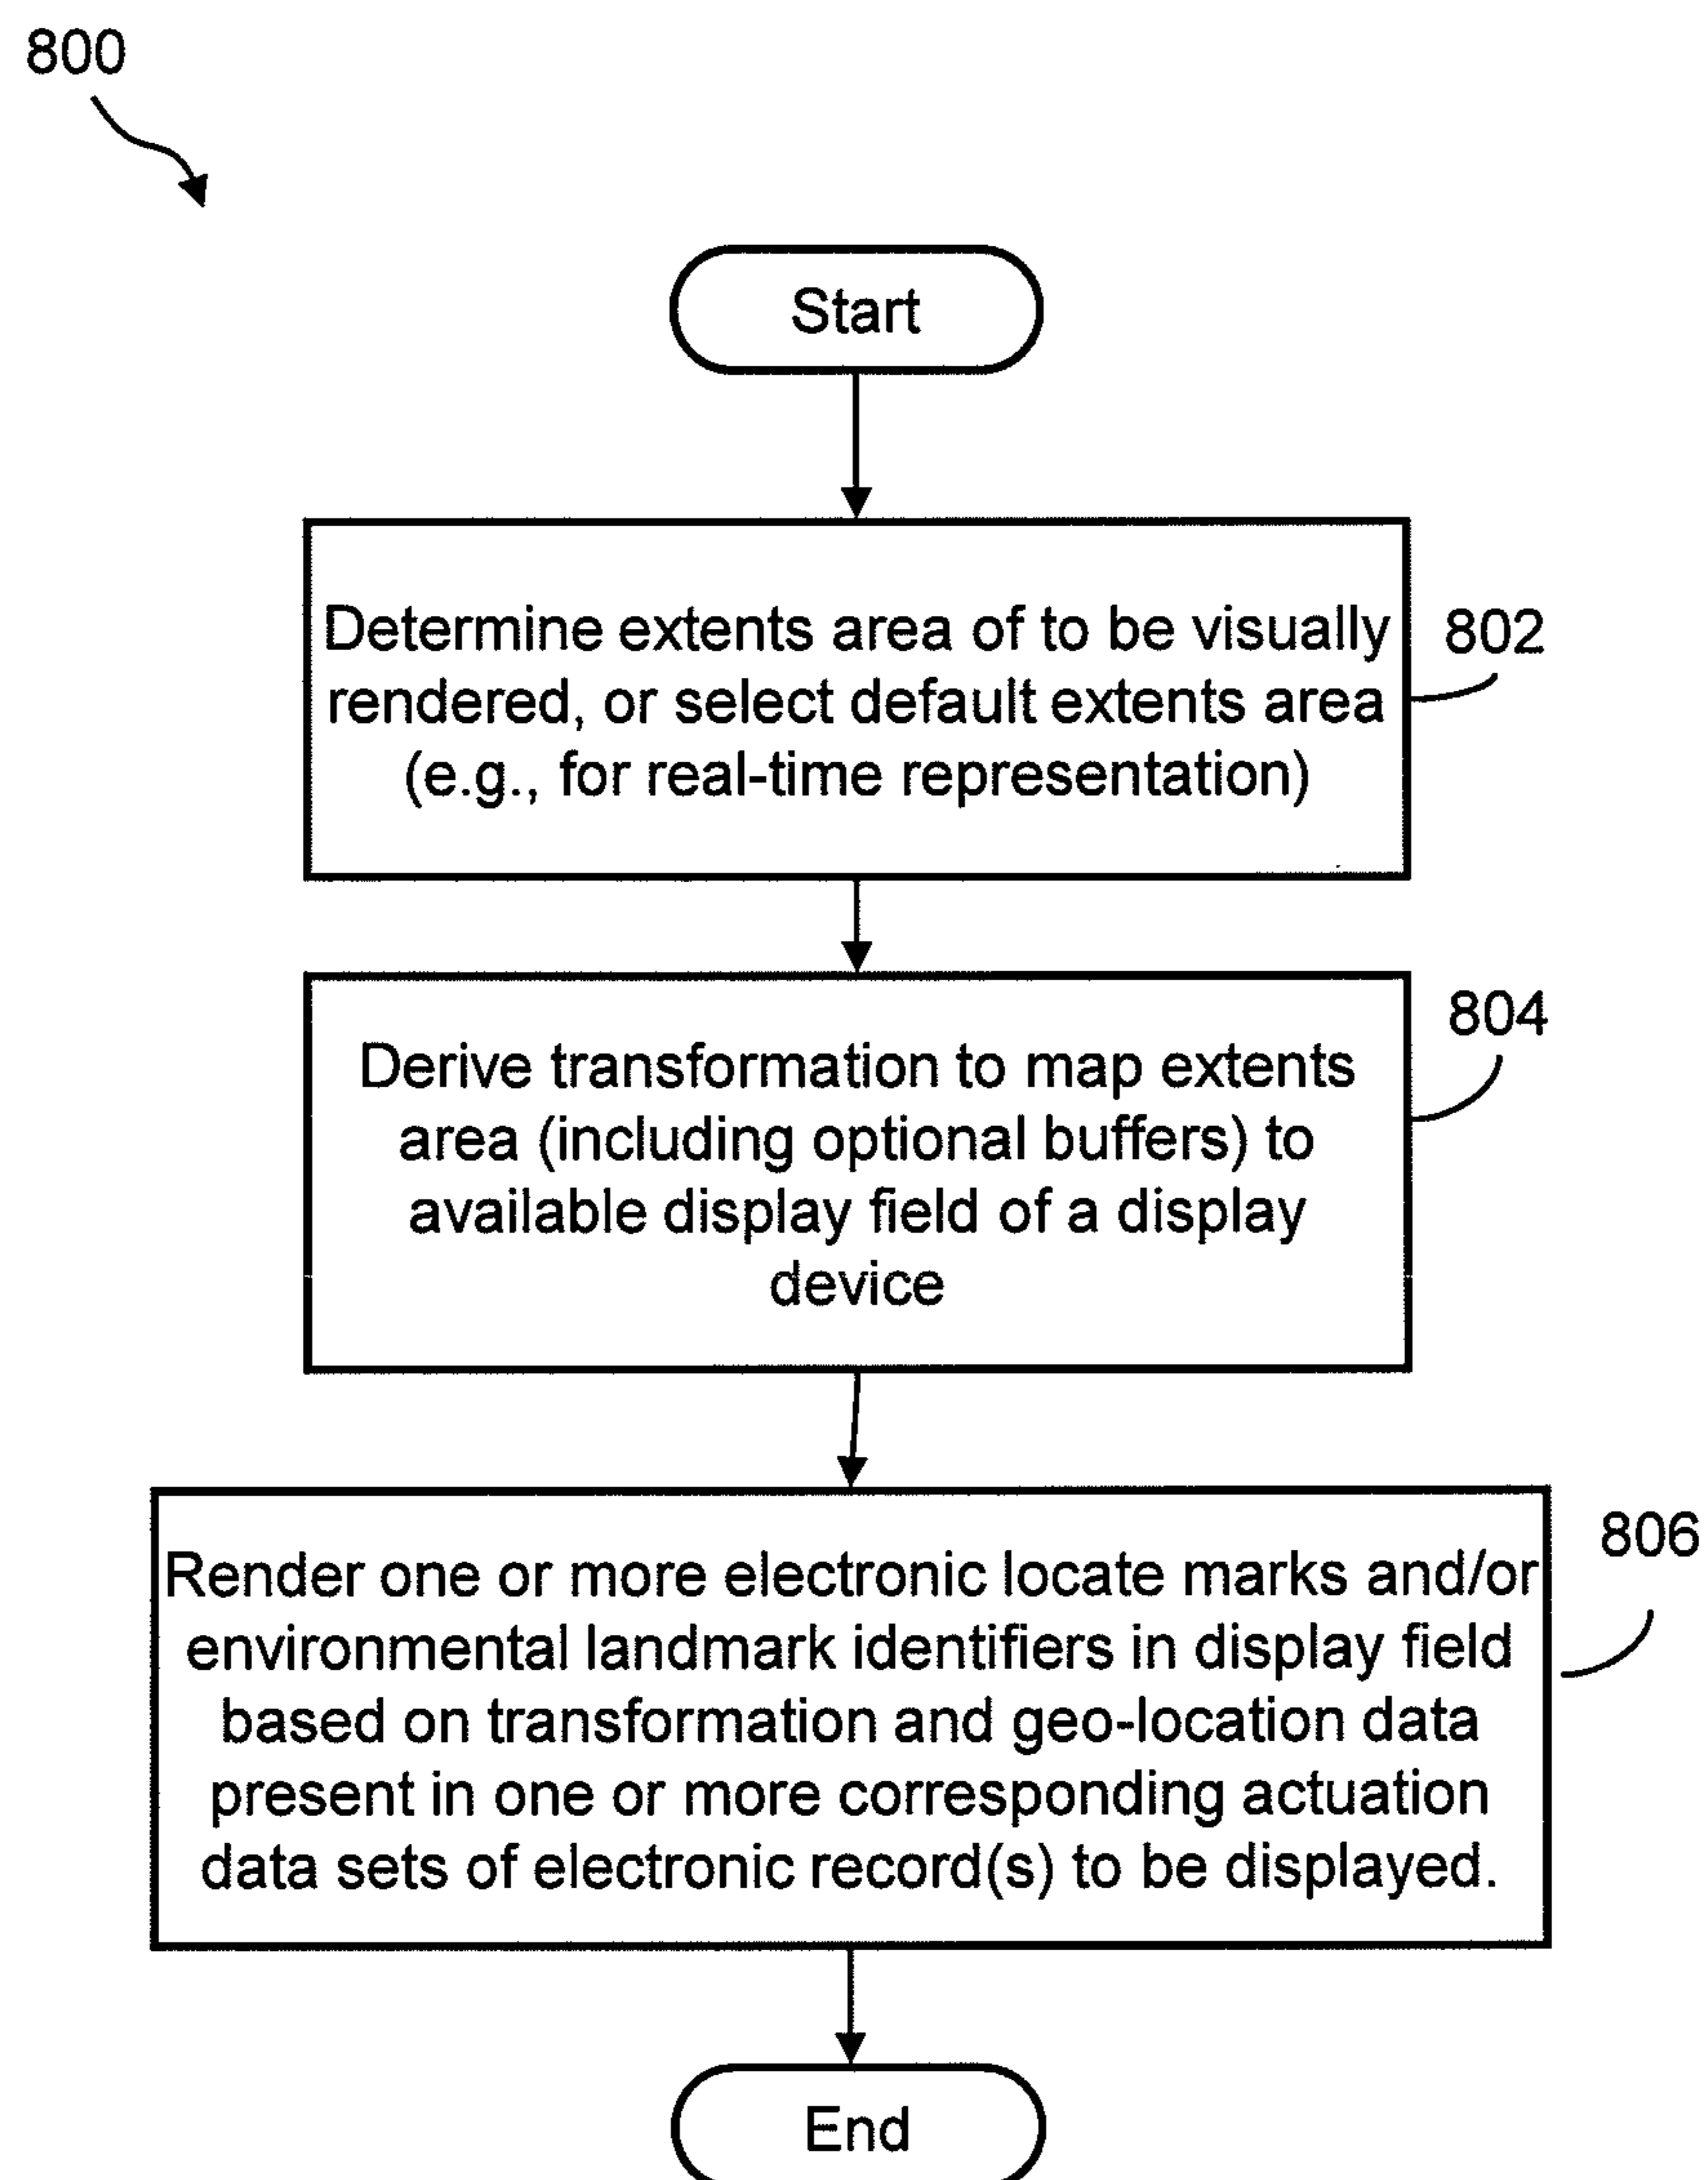 800
Start
Determine extents area of to be visually
rendered, or select default extents area
(e.g., for real-time representation)
802
Derive transformation to map extents
area (including optional buffers) to
available display field of a display
device
804
Render one or more electronic locate marks and/or
environmental landmark identifiers in display field
based on transformation and geo-location data
present in one or more corresponding actuation
data sets of electronic record(s) to be displayed.
806
End